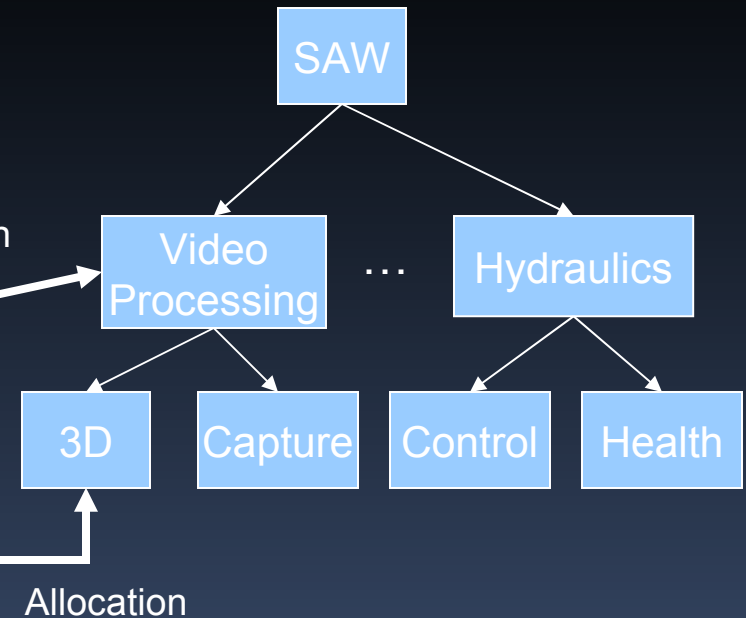 SAW
Video
Processing
...
Hydraulics
3D
Capture
Control
Health
Allocation